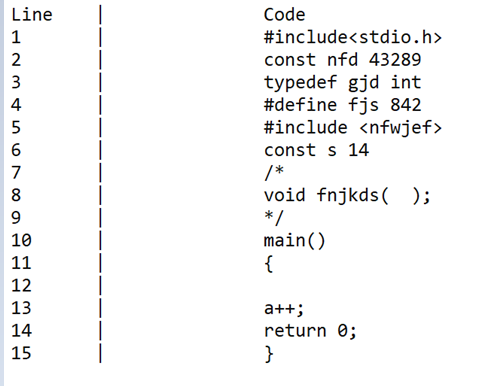 Line | Code
1 | #include<stdio.h>
2 | const nfd 43289
3 | typedef gjd int
4 | #define fjs 842
5 | #include <nfwjef>
6 | const s 14
7 | /*
8 | void fnjkds(  );
9 | */
10 | main()
11 | {
12 |
13 | a++;
14 | return 0;
15 | }